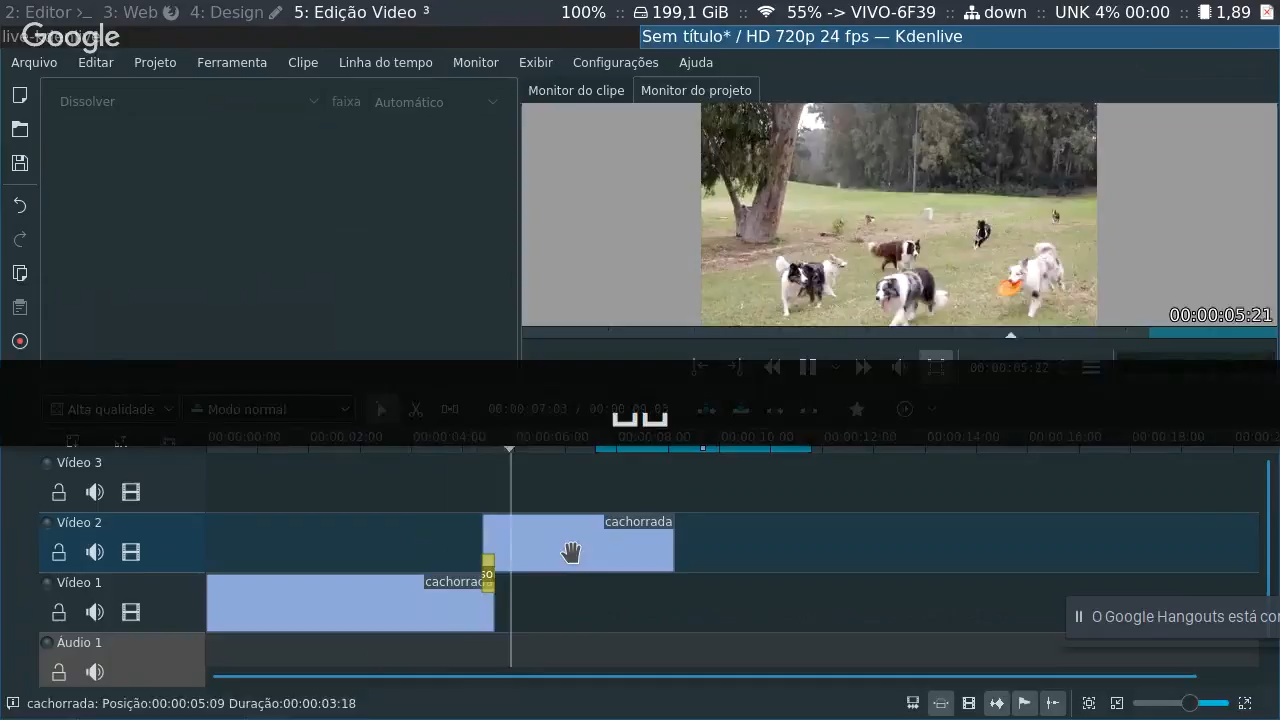 2: Editor
3: Web
4: Design
5: Edição Video ³
100% :: 199,1 GiB :: 55% -> VIVO-6F39 :: down :: UNK 4% 00:00 :: 1,89
Google
Sem título* / HD 720p 24 fps — Kdenlive
Arquivo Editar Projeto Ferramenta Clipe Linha do tempo Monitor Exibir Configurações Ajuda
Monitor do clipe Monitor do projeto
Dissolver faixa Automático
00:00:05:21
00:00:05:22
Alta qualidade Modo normal 00:00:07:03 /
00:00:00:00 00:00:02:00 00:00:04:00 00:00:06:00 00:00:08:00 00:00:10:00 00:00:12:00 00:00:14:00 00:00:16:00 00:00:18:00
Vídeo 3
Vídeo 2 cachorrada
Vídeo 1 cachorrad so
Áudio 1
O Google Hangouts está co
cachorrada: Posição:00:00:05:09 Duração:00:00:03:18